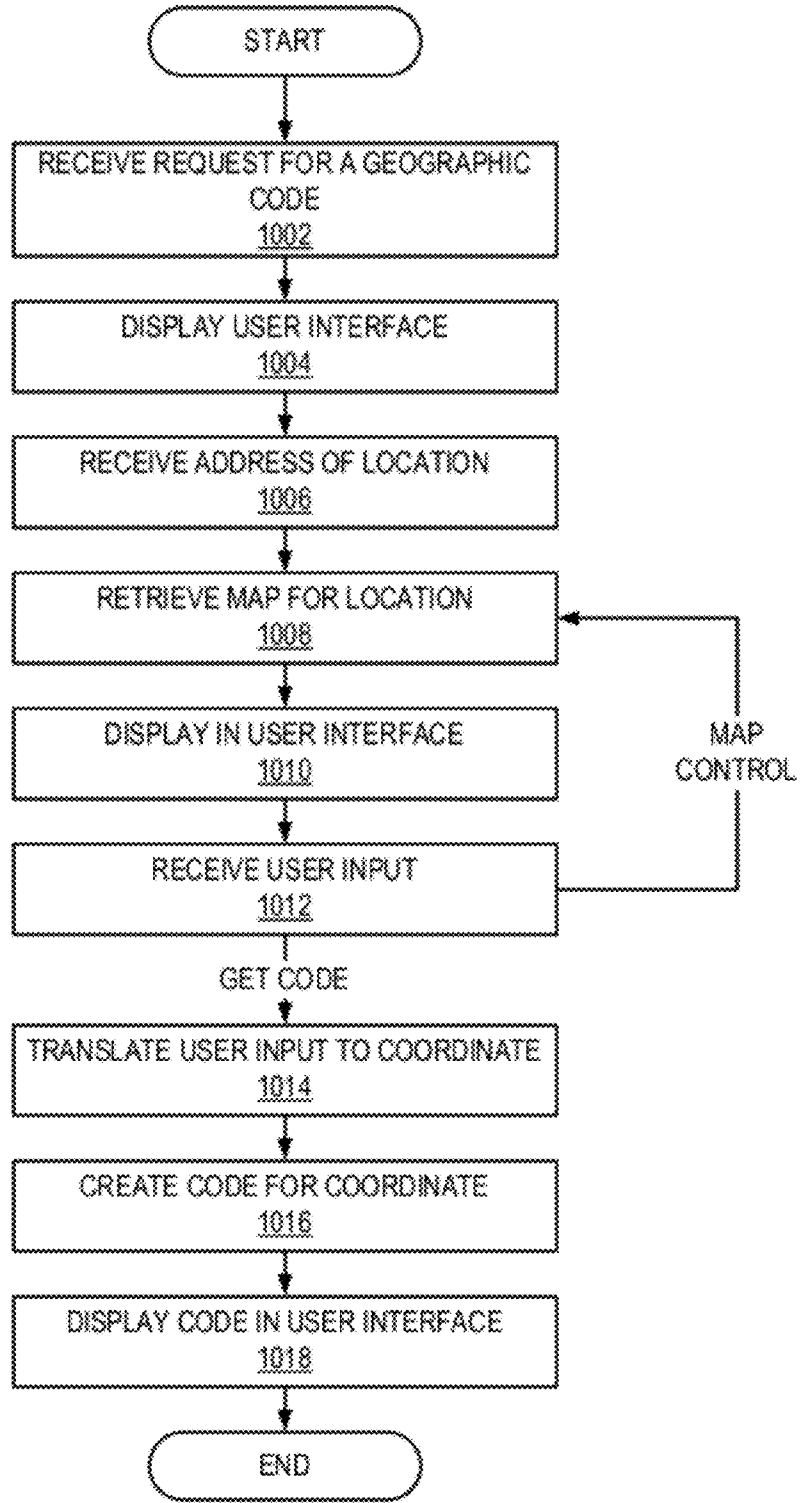 START
RECEIVE REQUEST FOR A GEOGRAPHIC
CODE
1002
DISPLAY USER INTERFACE
1004
RECEIVE ADDRESS OF LOCATION
1006
RETRIEVE MAP FOR LOCATION
1008
DISPLAY IN USER INTERFACE
1010
MAP
CONTROL
RECEIVE USER INPUT
1012
GET CODE
TRANSLATE USER INPUT TO COORDINATE
1014
CREATE CODE FOR COORDINATE
1016
DISPLAY CODE IN USER INTERFACE
1018
END